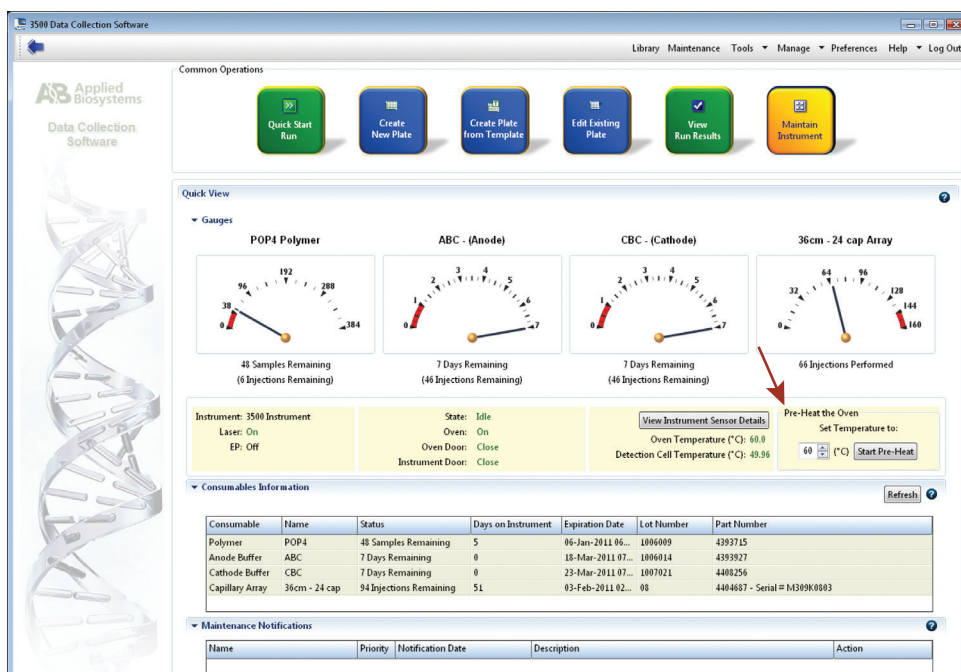 3500 Data Collection Software
Library Maintenance Tools Manage Preferences Help Log Out
AB Applied
Biosystems
Data Collection
Software
Common Operations
Quick Start
Run
Create
New Plate
Create Plate
from Template
Edit Existing
Plate
View
Run Results
Maintain
Instrument
Quick View
Gauges
POP4 Polymer
0 38 96 192 288 384
48 Samples Remaining
(6 Injections Remaining)
ABC - (Anode)
0 1 2 3 4 5 6 7
7 Days Remaining
(46 Injections Remaining)
CBC - (Cathode)
0 1 2 3 4 5 6 7
7 Days Remaining
(46 Injections Remaining)
36cm - 24 cap Array
0 32 64 96 128 144 160
66 Injections Performed
Instrument: 3500 Instrument
Laser: On
EP: Off
State: Idle
Oven: On
Oven Door: Close
Instrument Door: Close
View Instrument Sensor Details
Oven Temperature (°C): 60.0
Detection Cell Temperature (°C): 49.96
Pre-Heat the Oven
Set Temperature to:
60 (°C) Start Pre-Heat
Consumables Information
Refresh
Consumable Name Status Days on Instrument Expiration Date Lot Number Part Number
Polymer POP4 48 Samples Remaining 5 06-Jan-2011 06... 1006009 4393715
Anode Buffer ABC 7 Days Remaining 0 18-Mar-2011 07... 1006014 4393927
Cathode Buffer CBC 7 Days Remaining 0 23-Mar-2011 07... 1007021 4408256
Capillary Array 36cm - 24 cap 94 Injections Remaining 51 03-Feb-2011 02... 08 4404687 - Serial # M309K0803
Maintenance Notifications
Name Priority Notification Date Description Action